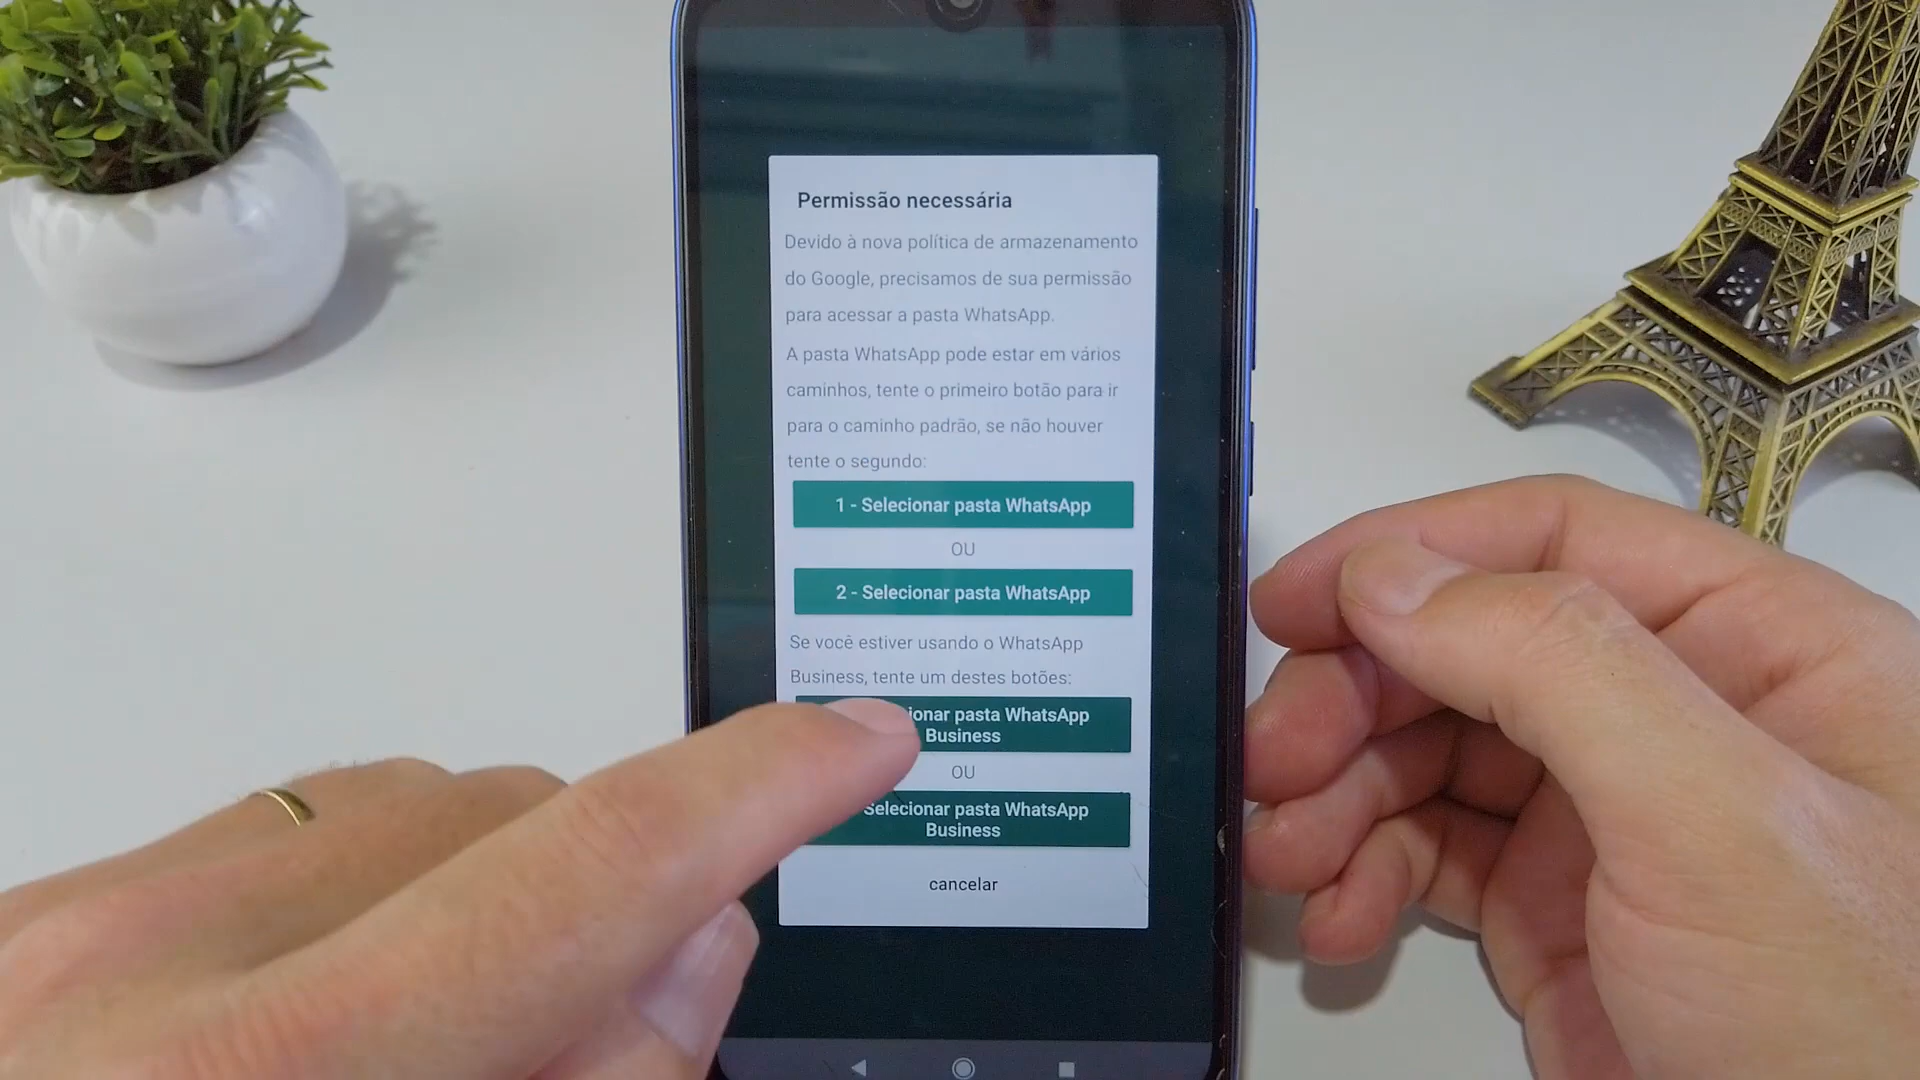 Permissão necessária
Devido à nova política de armazenamento
do Google, precisamos de sua permissão
para acessar a pasta WhatsApp.
A pasta WhatsApp pode estar em vários
caminhos, tente o primeiro botão para ir
para o caminho padrão, se não houver
tente o segundo:
1 - Selecionar pasta WhatsApp
OU
2 - Selecionar pasta WhatsApp
Se você estiver usando o WhatsApp
Business, tente um destes botões:
pasta WhatsApp
Business
OU
Selecionar pasta WhatsApp
Business
cancelar